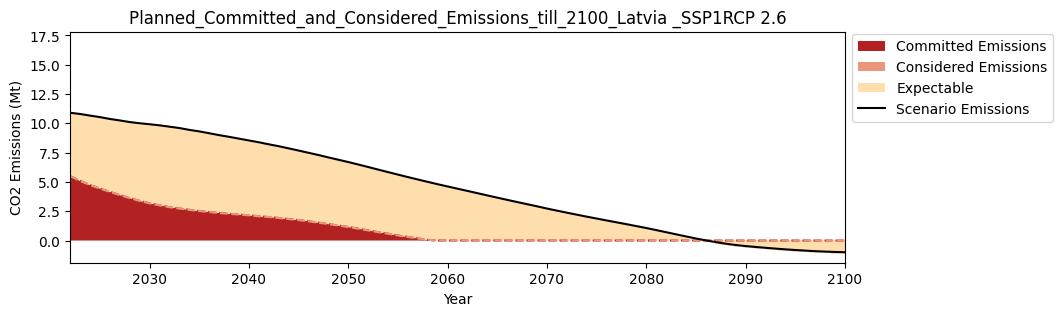 Planned_Committed_and_Considered_Emissions_till_2100_Latvia _SSP1RCP 2.6
17.5
15.0
12.5
10.0
7.5
5.0
2.5
0.0
CO2 Emissions (Mt)
2030 2040 2050 2060 2070 2080 2090 2100
Year
Committed Emissions
Considered Emissions
Expectable
Scenario Emissions